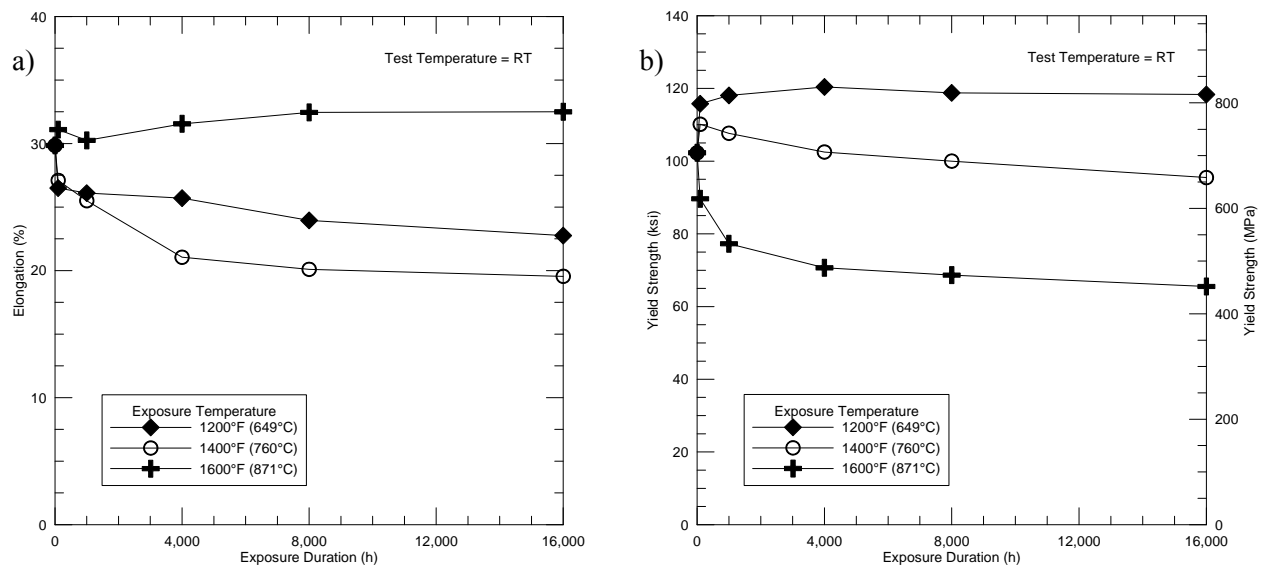 a)
Test Temperature = RT
Elongation (%)
40
30
20
10
0
0
4,000
8,000
12,000
16,000
Exposure Duration (h)
Exposure Temperature
1200°F (649°C)
1400°F (760°C)
1600°F (871°C)
b)
Test Temperature = RT
Yield Strength (ksi)
140
120
100
80
60
40
20
0
Yield Strength (MPa)
800
600
400
200
0
0
4,000
8,000
12,000
16,000
Exposure Duration (h)
Exposure Temperature
1200°F (649°C)
1400°F (760°C)
1600°F (871°C)